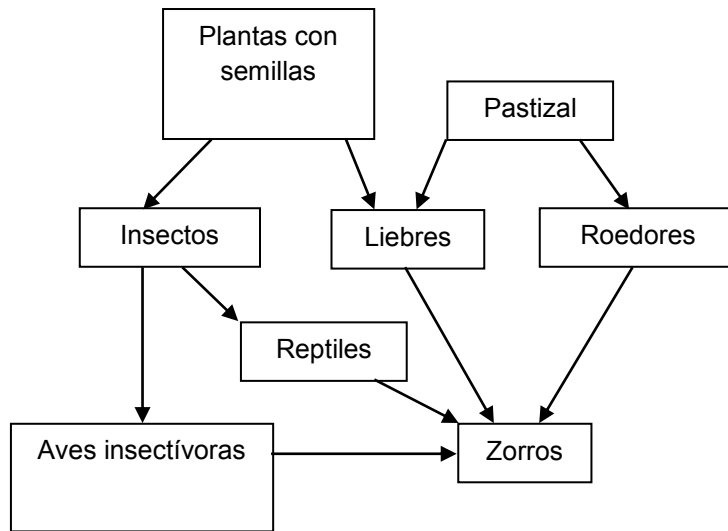 Plantas con
semillas
Pastizal
Insectos
Liebres
Roedores
Reptiles
Aves insectívoras
Zorros